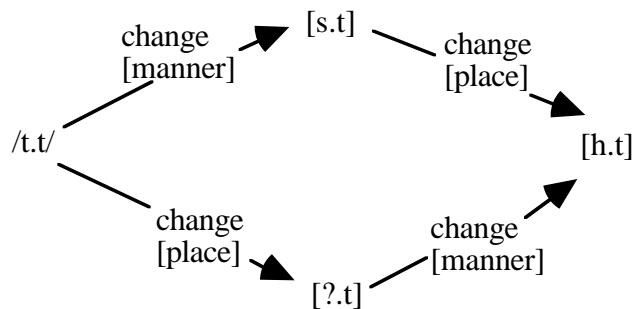 [s.t]
change
[manner]
change
[place]
/t.t/
[h.t]
change
[place]
change
[manner]
[?.t]